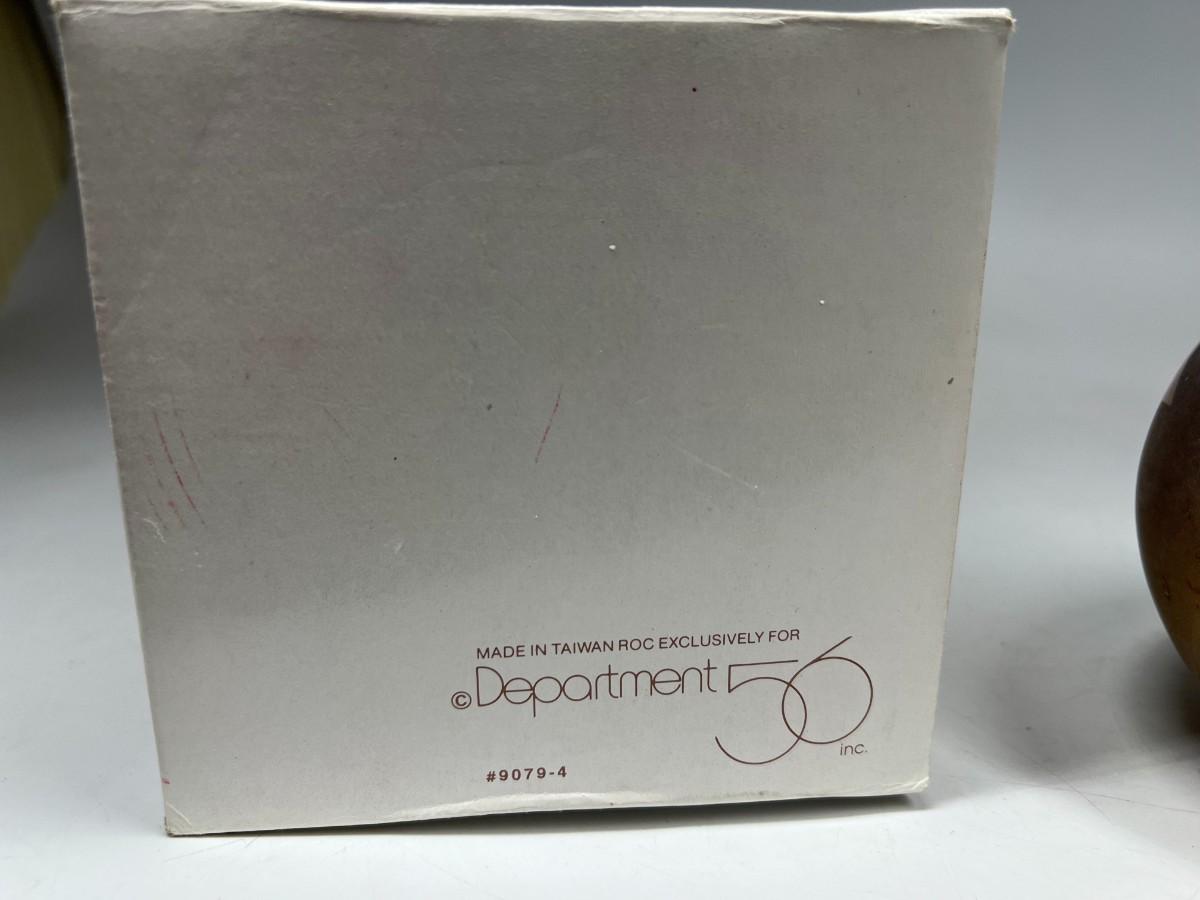 MADE IN TAIWAN ROC EXCLUSIVELY FOR
©Department 56
inc.
#9079-4